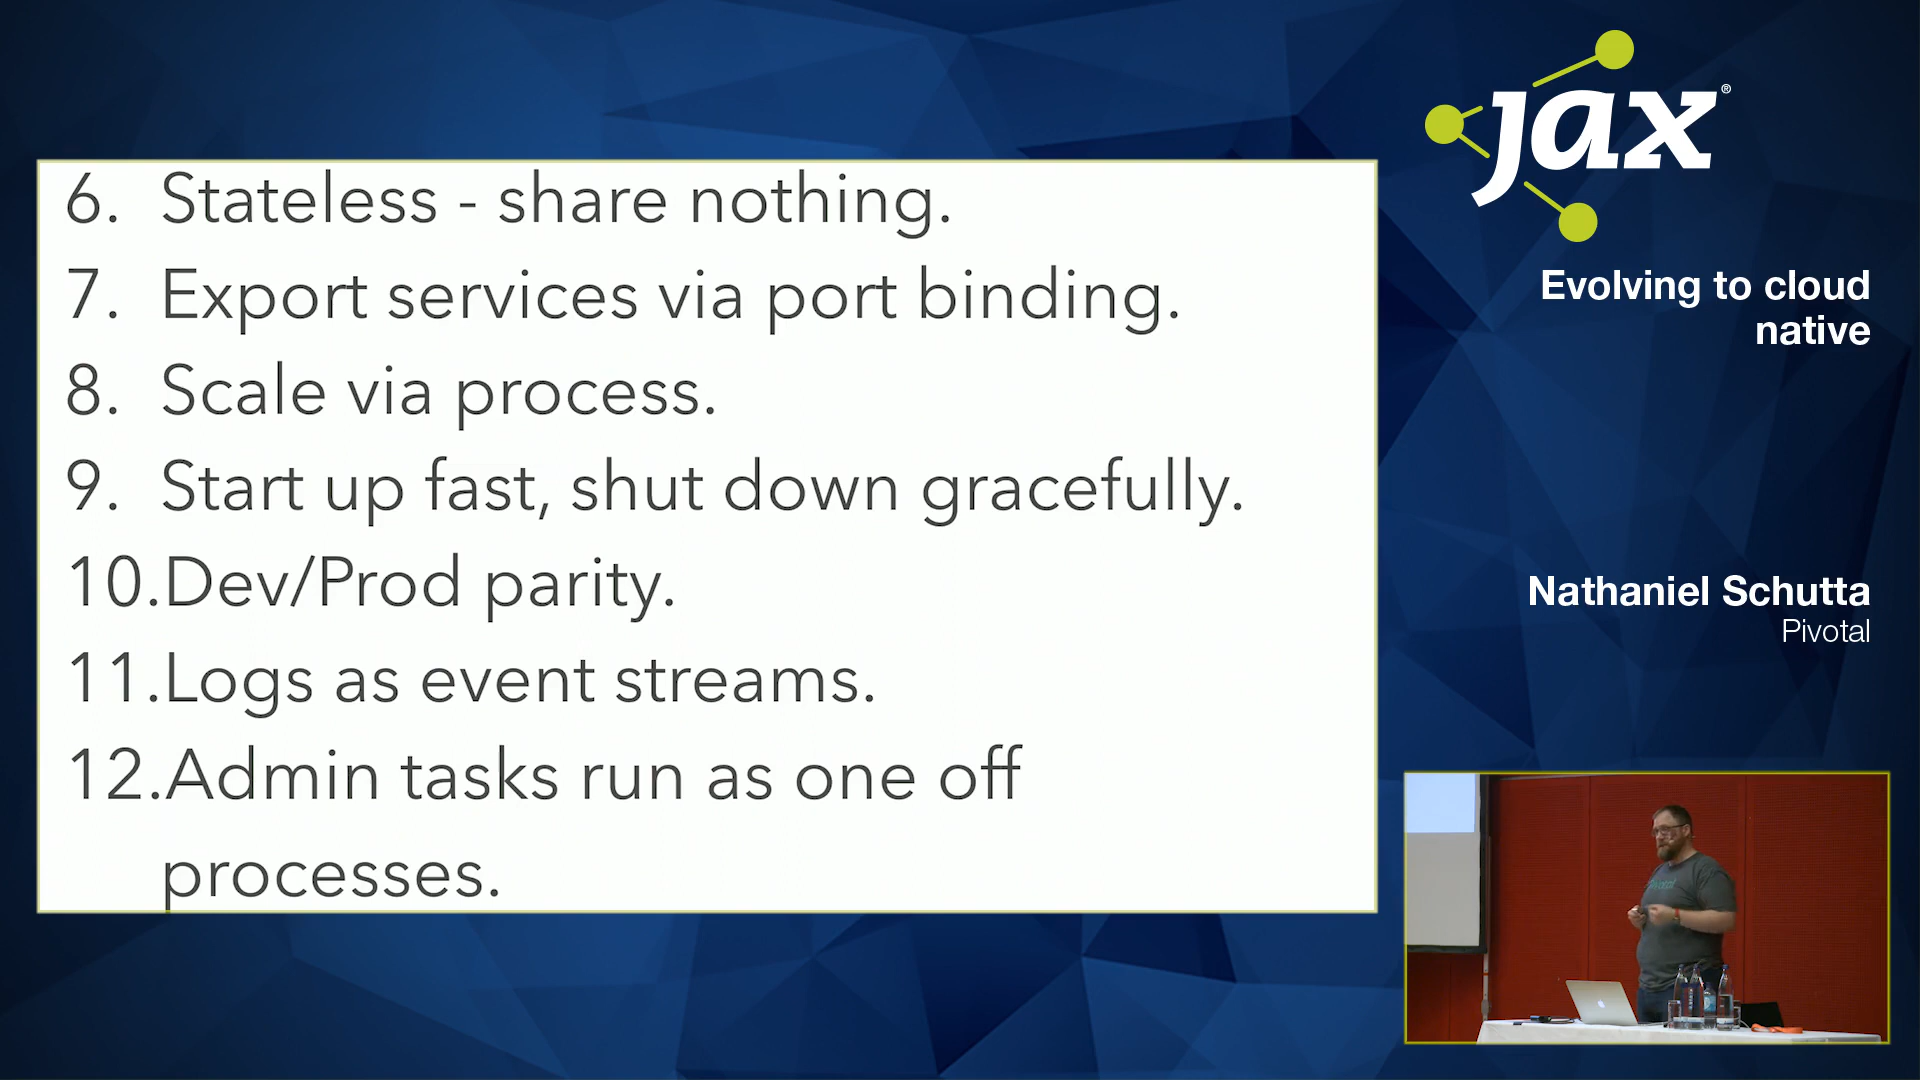 6. Stateless - share nothing.
7. Export services via port binding.
8. Scale via process.
9. Start up fast, shut down gracefully.
10.Dev/Prod parity.
11.Logs as event streams.
12.Admin tasks run as one off
processes.
jax®
Evolving to cloud
native
Nathaniel Schutta
Pivotal